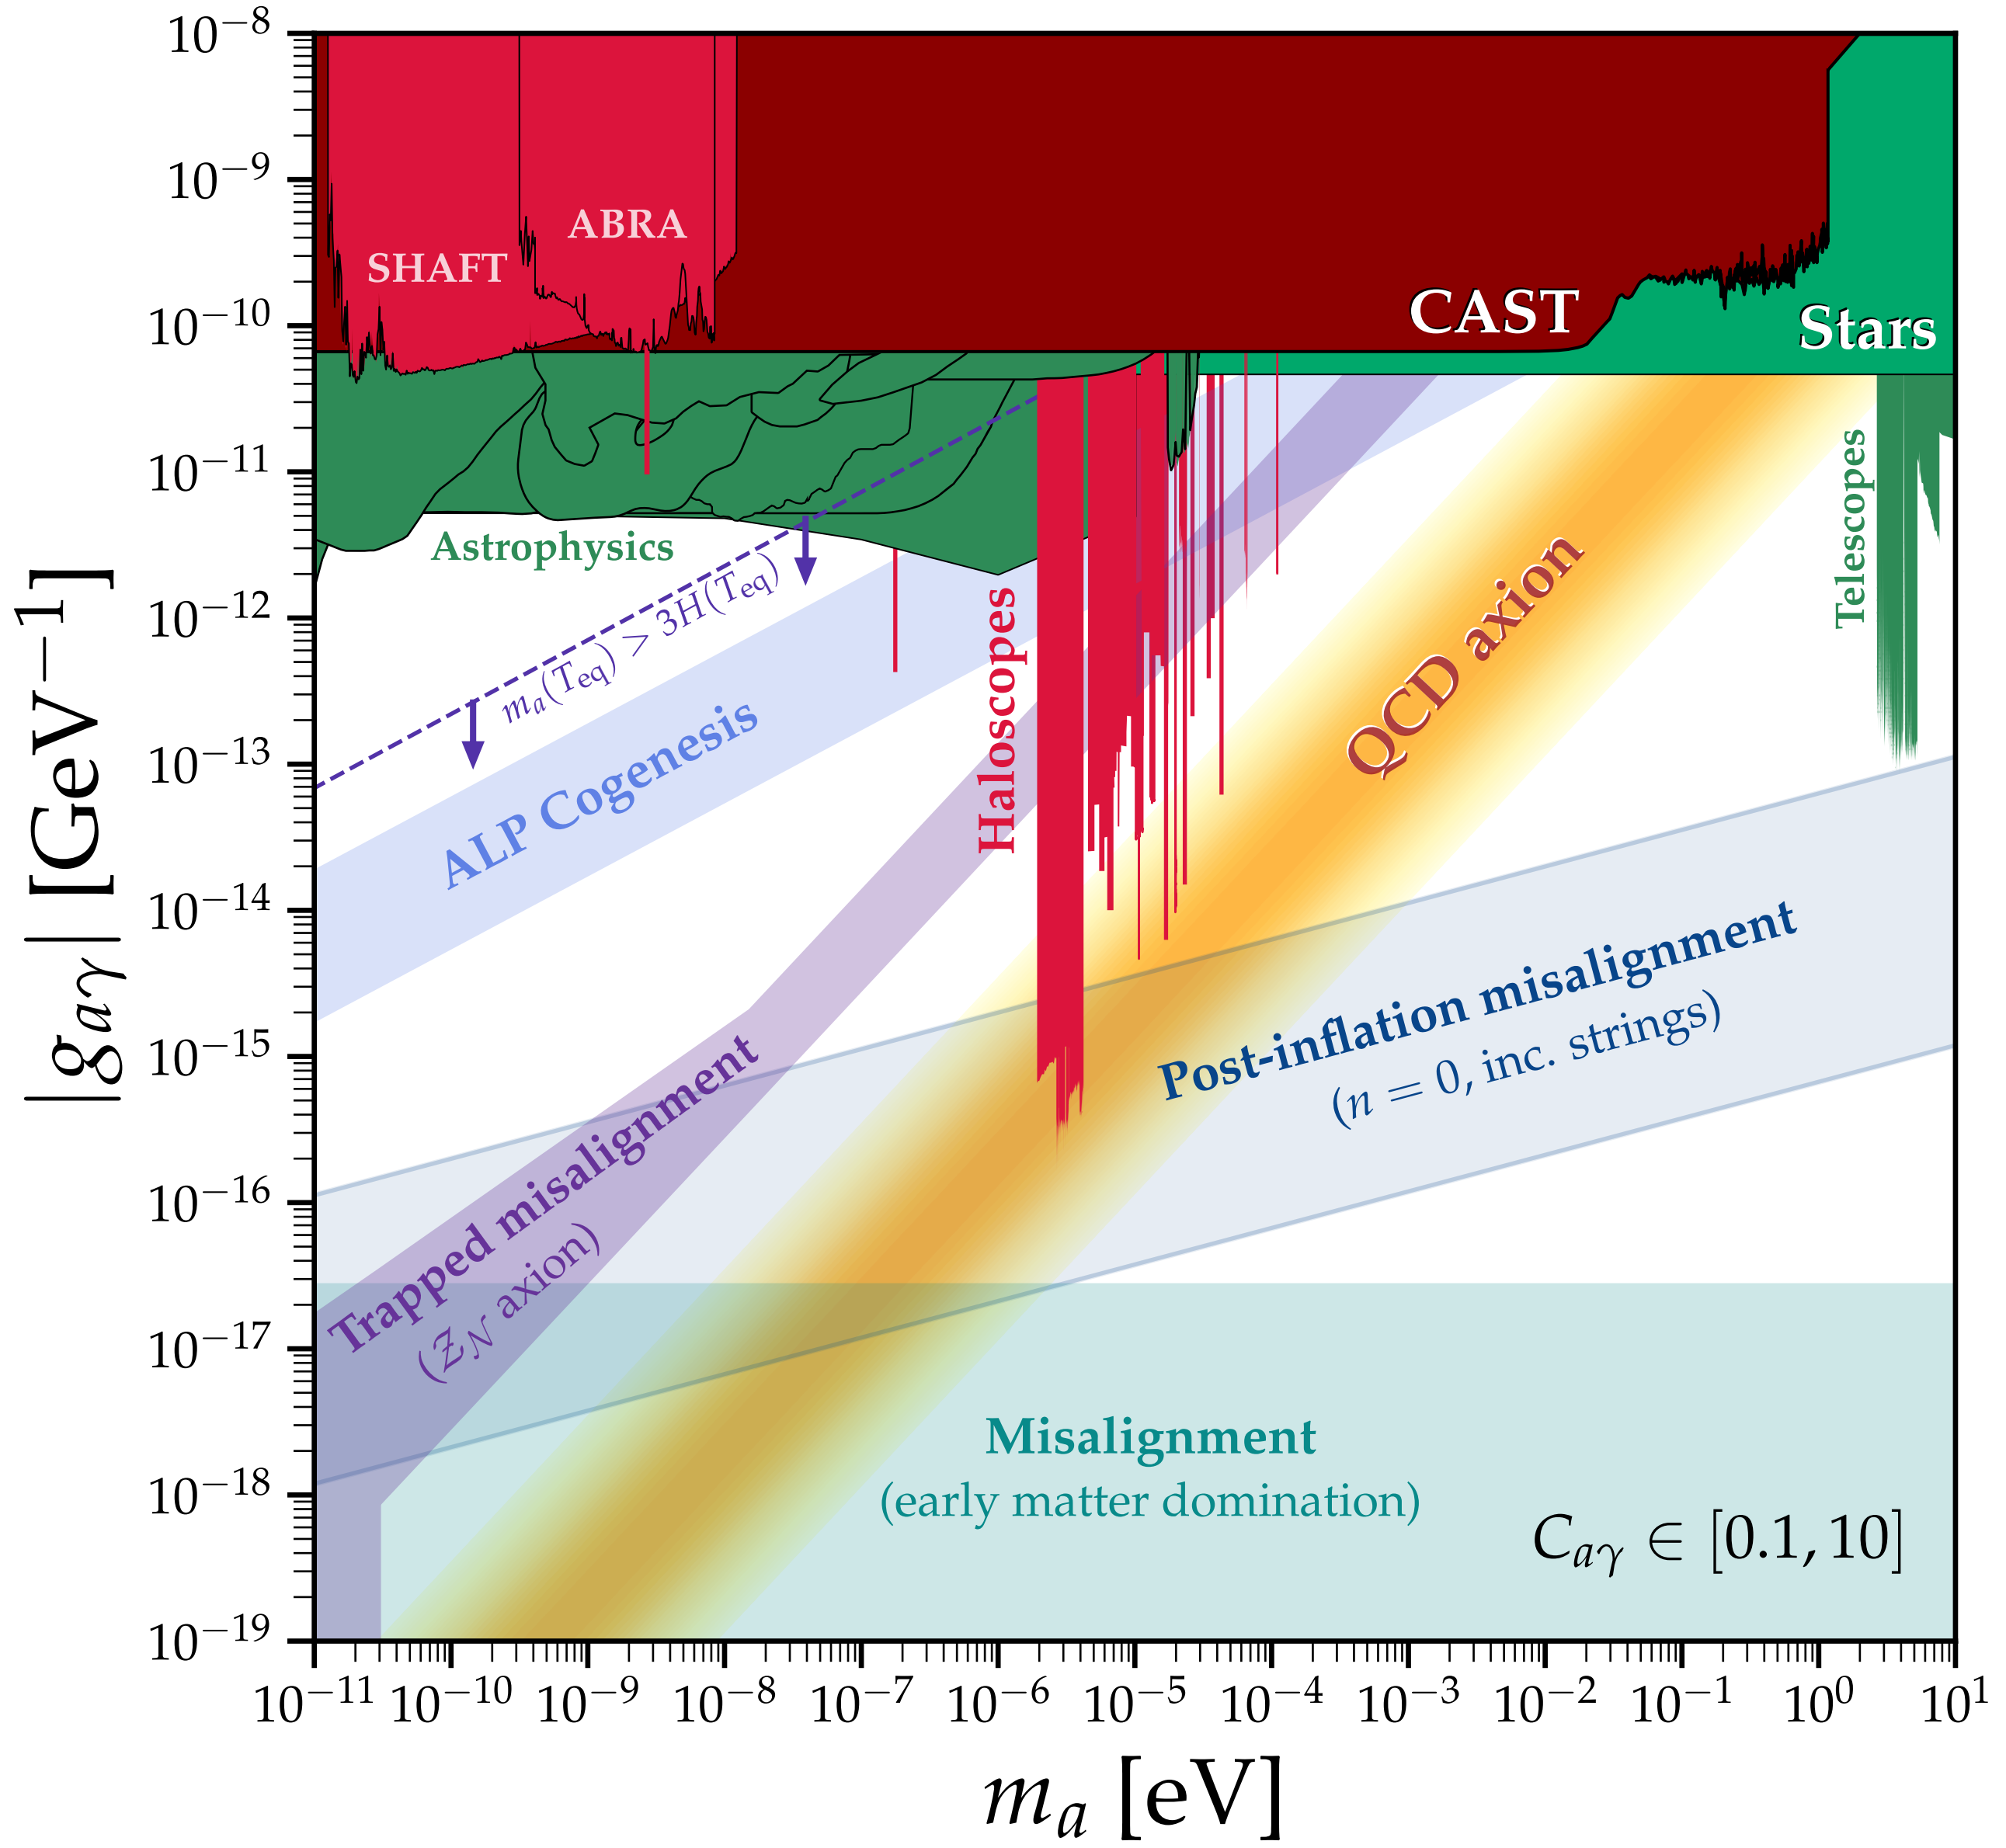 |g_{aγ}| [GeV⁻¹]
10⁻⁸
10⁻⁹
10⁻¹⁰
10⁻¹¹
10⁻¹²
10⁻¹³
10⁻¹⁴
10⁻¹⁵
10⁻¹⁶
10⁻¹⁷
10⁻¹⁸
10⁻¹⁹
ABRA
SHAFT
CAST
Stars
Astrophysics
Telescopes
m_a(T_eq) > 3H(T_eq)
ALP Cogenesis
Haloscopes
QCD axion
Post-inflation misalignment
(n = 0, inc. strings)
Trapped misalignment
(𝒵_𝒩 axion)
Misalignment
(early matter domination)
C_{aγ} ∈ [0.1, 10]
10⁻¹¹ 10⁻¹⁰ 10⁻⁹ 10⁻⁸ 10⁻⁷ 10⁻⁶ 10⁻⁵ 10⁻⁴ 10⁻³ 10⁻² 10⁻¹ 10⁰ 10¹
m_a [eV]